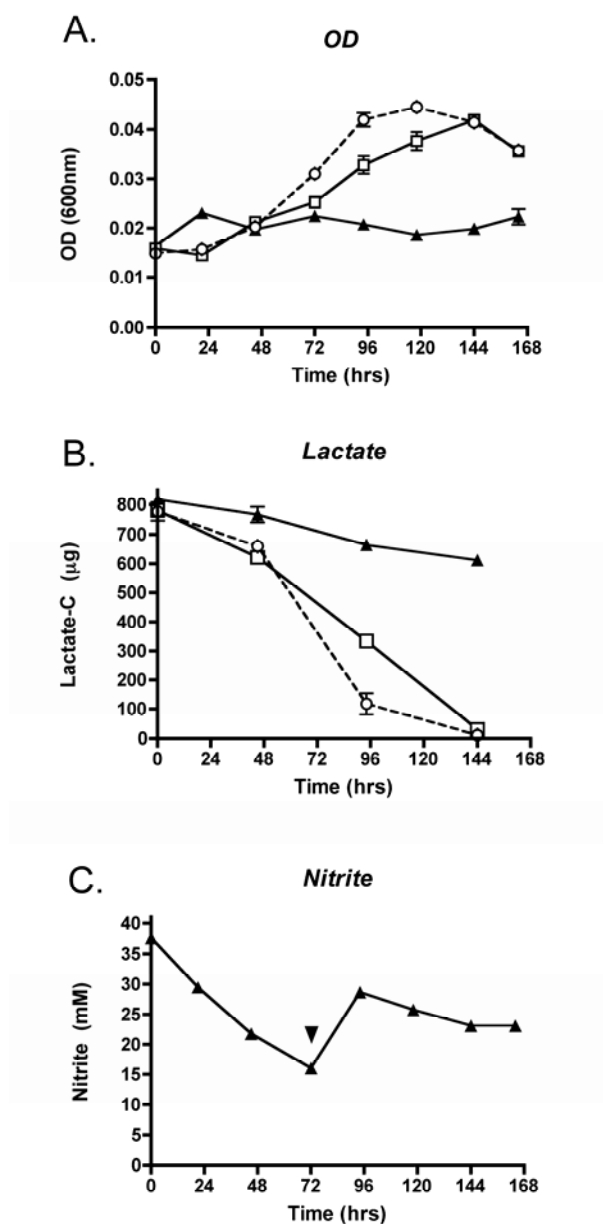 A.
OD
0.05
0.04
0.03
0.02
0.01
0.00
OD (600nm)
0 24 48 72 96 120 144 168
Time (hrs)
B.
Lactate
800
700
600
500
400
300
200
100
0
Lactate-C (µg)
0 24 48 72 96 120 144 168
Time (hrs)
C.
Nitrite
40
35
30
25
20
15
10
5
0
Nitrite (mM)
0 24 48 72 96 120 144 168
Time (hrs)